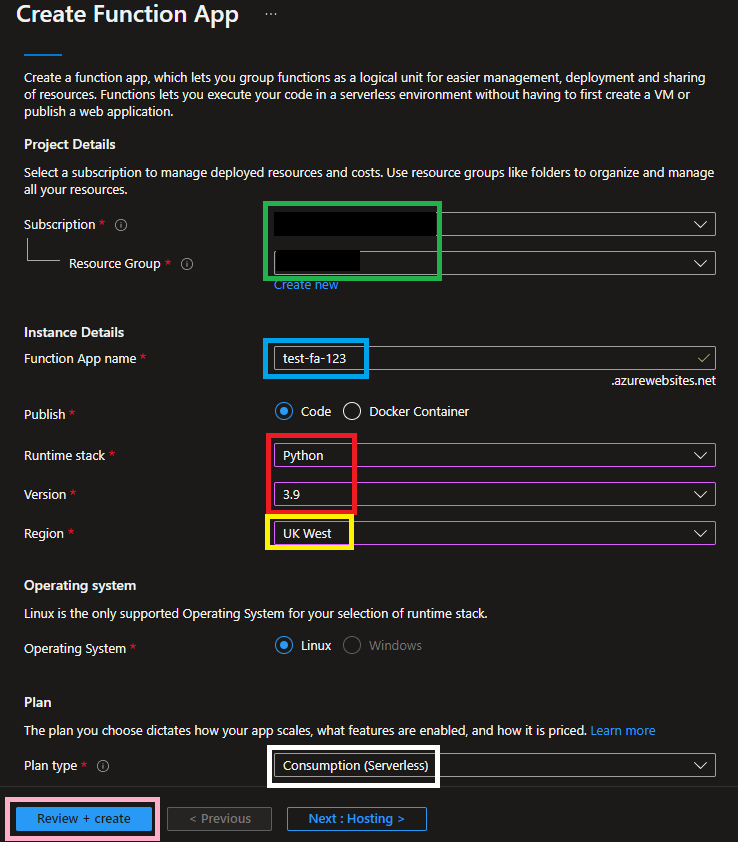 Create Function App ...
Create a function app, which lets you group functions as a logical unit for easier management, deployment and sharing
of resources. Functions lets you execute your code in a serverless environment without having to first create a VM or
publish a web application.
Project Details
Select a subscription to manage deployed resources and costs. Use resource groups like folders to organize and manage
all your resources.
Subscription *
Resource Group *
Create new
Instance Details
Function App name * test-fa-123
.azurewebsites.net
Publish * Code Docker Container
Runtime stack * Python
Version * 3.9
Region * UK West
Operating system
Linux is the only supported Operating System for your selection of runtime stack.
Operating System * Linux Windows
Plan
The plan you choose dictates how your app scales, what features are enabled, and how it is priced. Learn more
Plan type * Consumption (Serverless)
Review + create < Previous Next : Hosting >